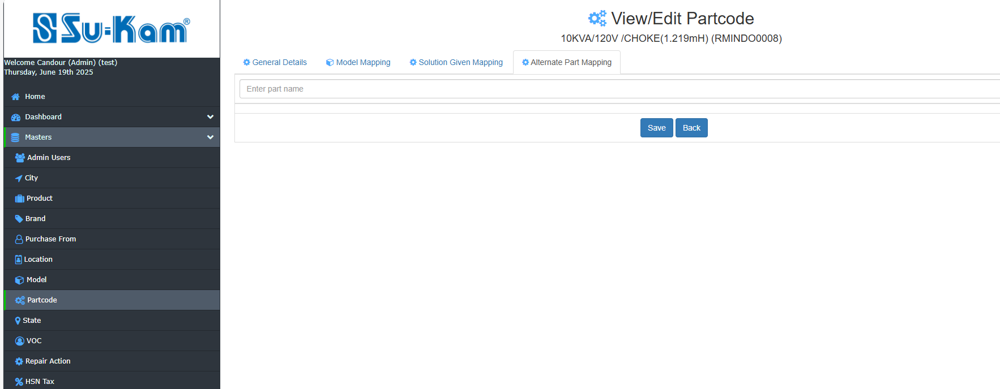 Su-Kam®
Welcome Candour (Admin) (test)
Thursday, June 19th 2025
Home
Dashboard
Masters
Admin Users
City
Product
Brand
Purchase From
Location
Model
Partcode
State
VOC
Repair Action
HSN Tax
View/Edit Partcode
10KVA/120V /CHOKE(1.219mH) (RMINDO0008)
General Details Model Mapping Solution Given Mapping Alternate Part Mapping
Enter part name
Save Back